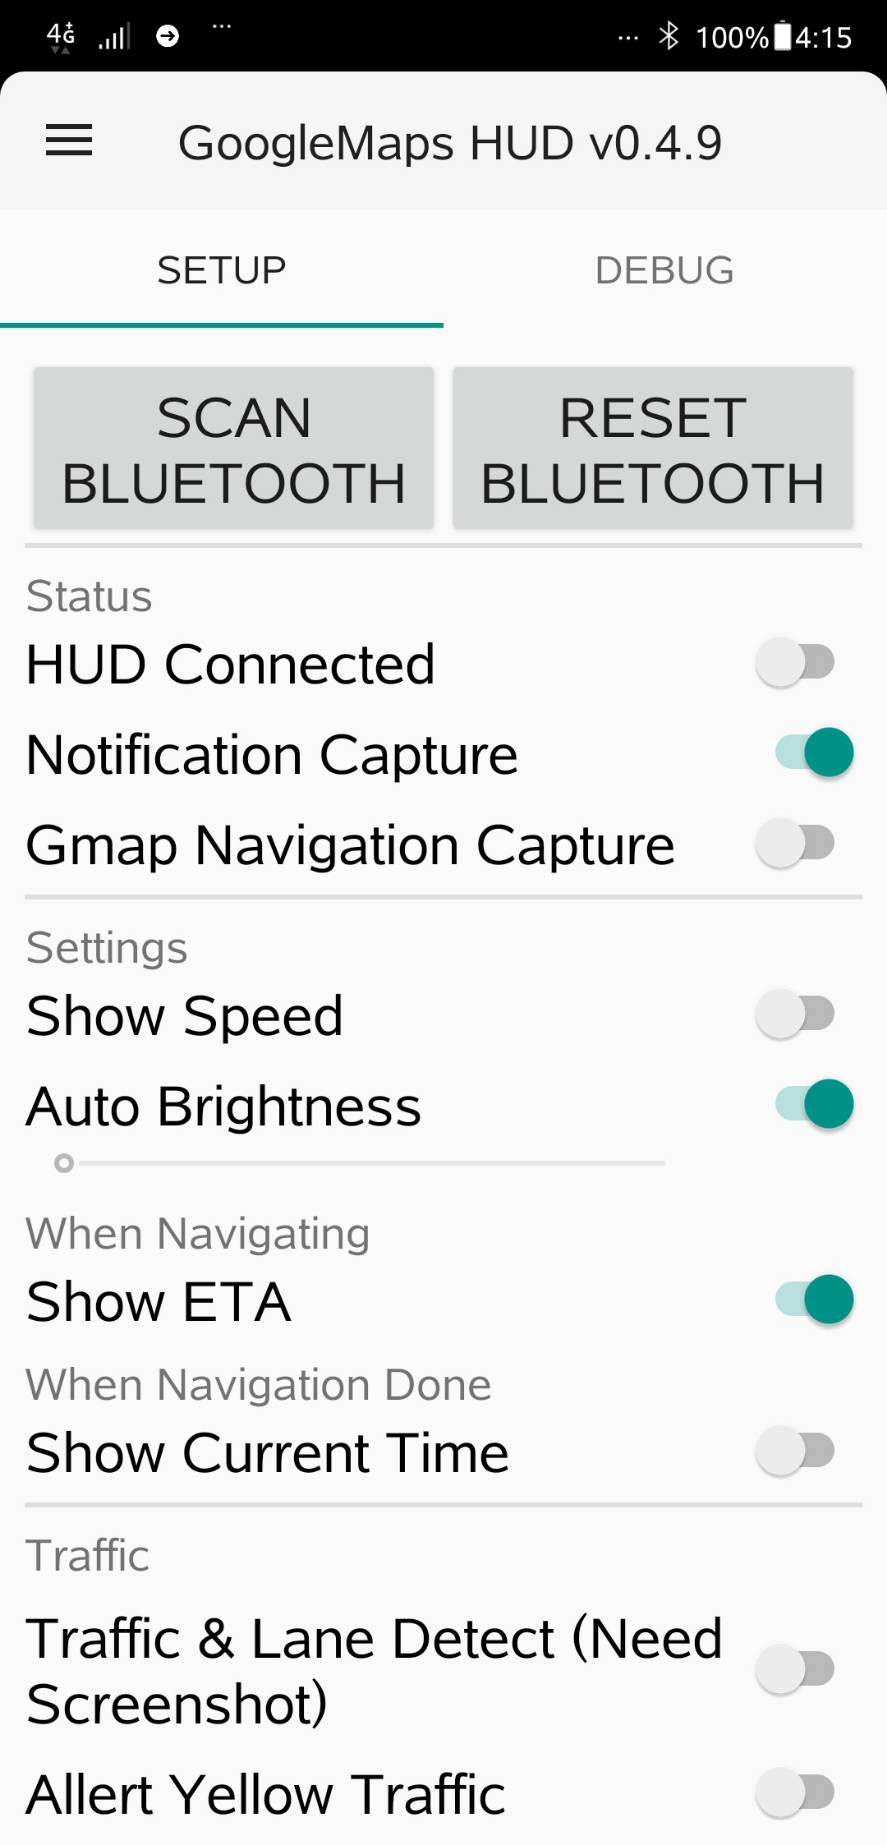 4G ... ... 100% 4:15
GoogleMaps HUD v0.4.9
SETUP DEBUG
SCAN
BLUETOOTH
RESET
BLUETOOTH
Status
HUD Connected
Notification Capture
Gmap Navigation Capture
Settings
Show Speed
Auto Brightness
When Navigating
Show ETA
When Navigation Done
Show Current Time
Traffic
Traffic & Lane Detect (Need
Screenshot)
Allert Yellow Traffic